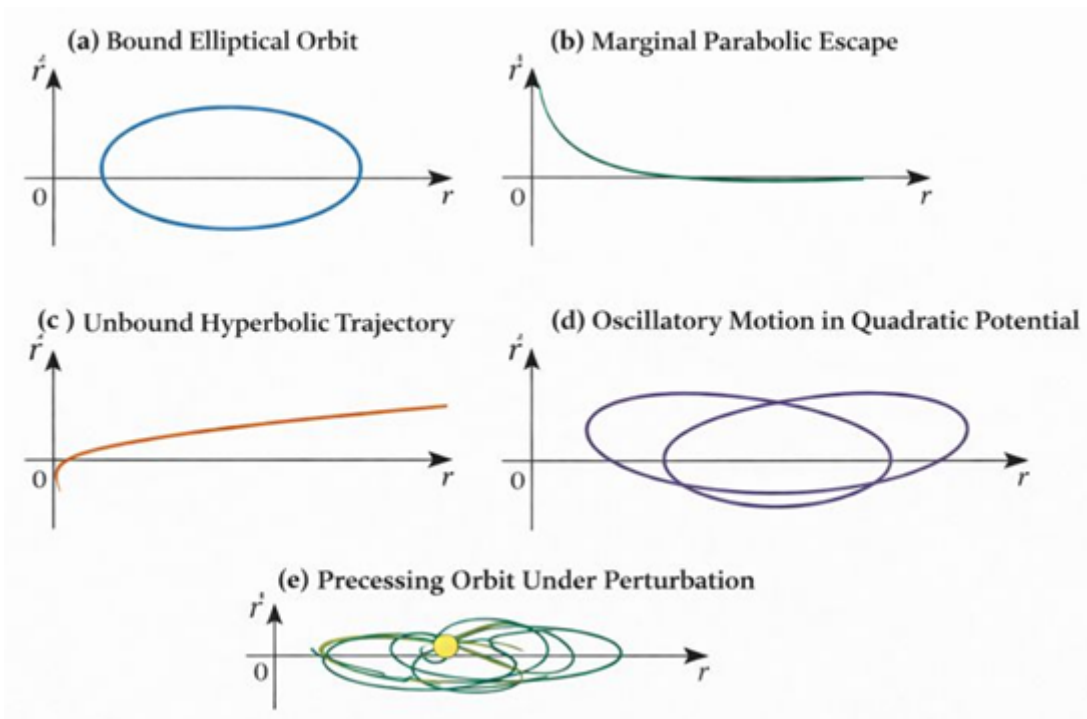 (a) Bound Elliptical Orbit
ṙ
0
r
(b) Marginal Parabolic Escape
ṙ
0
r
(c ) Unbound Hyperbolic Trajectory
ṙ
0
r
(d) Oscillatory Motion in Quadratic Potential
ṙ
0
r
(e) Precessing Orbit Under Perturbation
ṙ
0
r